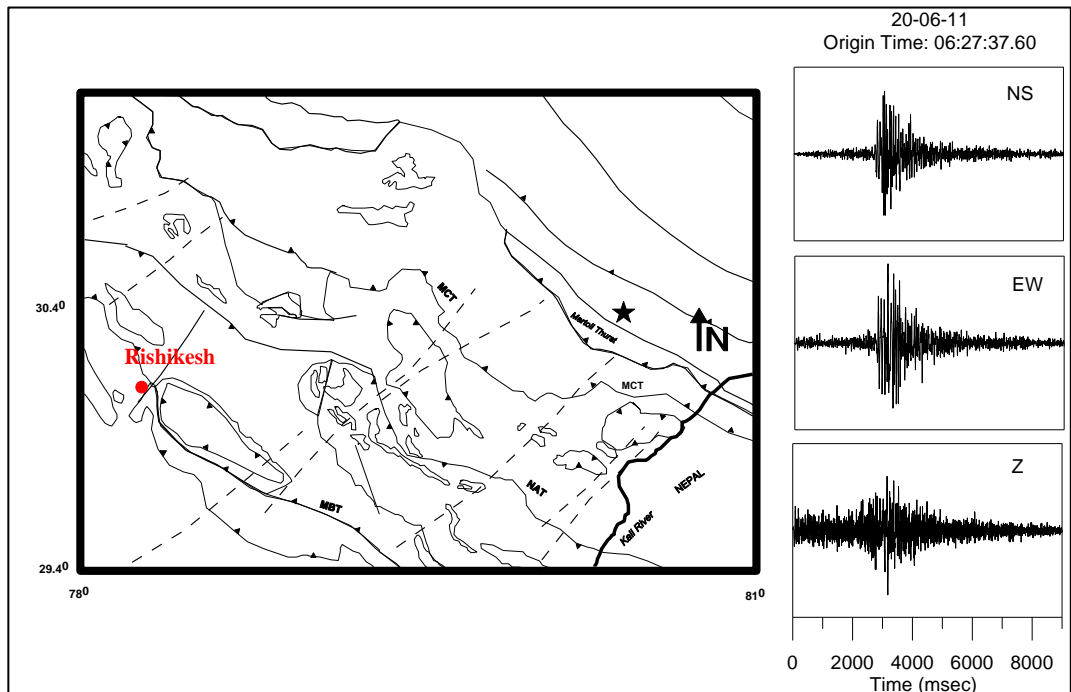 20-06-11
Origin Time: 06:27:37.60
NS
EW
Z
0 2000 4000 6000 8000
Time (msec)
30.4⁰
29.4⁰
78⁰
81⁰
Rishikesh
MCT
Martoli Thurst
N
MCT
NAT
MBT
NEPAL
Kali River